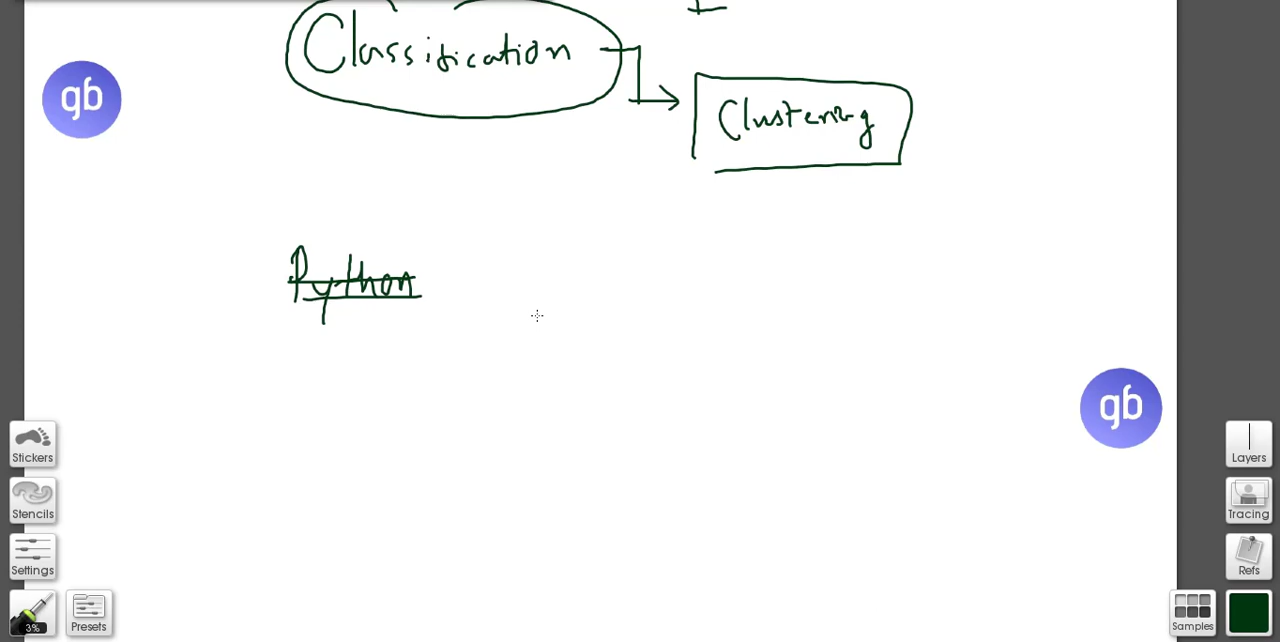 Classification
Clustering
gb
Python
gb
Stickers
Layers
Stencils
Tracing
Settings
Refs
3%
Presets
Samples